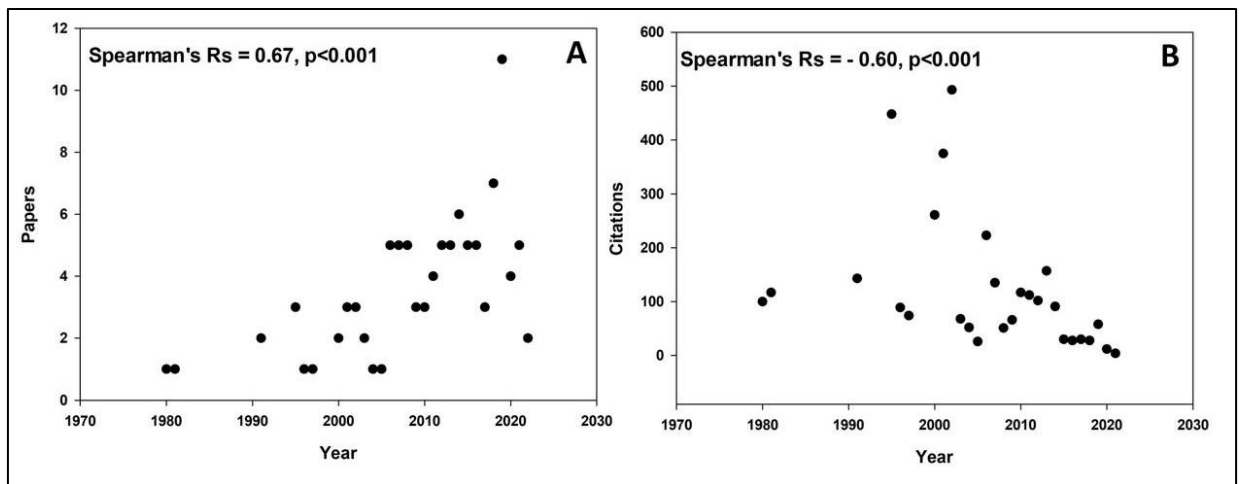 Spearman's Rs = 0.67, p<0.001
A
12
10
8
6
4
2
0
Papers
1970 1980 1990 2000 2010 2020 2030
Year
Spearman's Rs = - 0.60, p<0.001
B
600
500
400
300
200
100
0
Citations
1970 1980 1990 2000 2010 2020 2030
Year